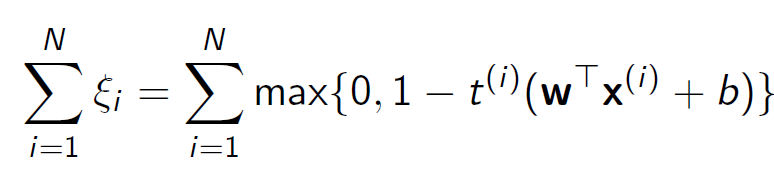 ∑_{i=1}^{N} ξ_i = ∑_{i=1}^{N} max{0, 1 − t^{(i)}(𝐰^⊤𝐱^{(i)} + b)}